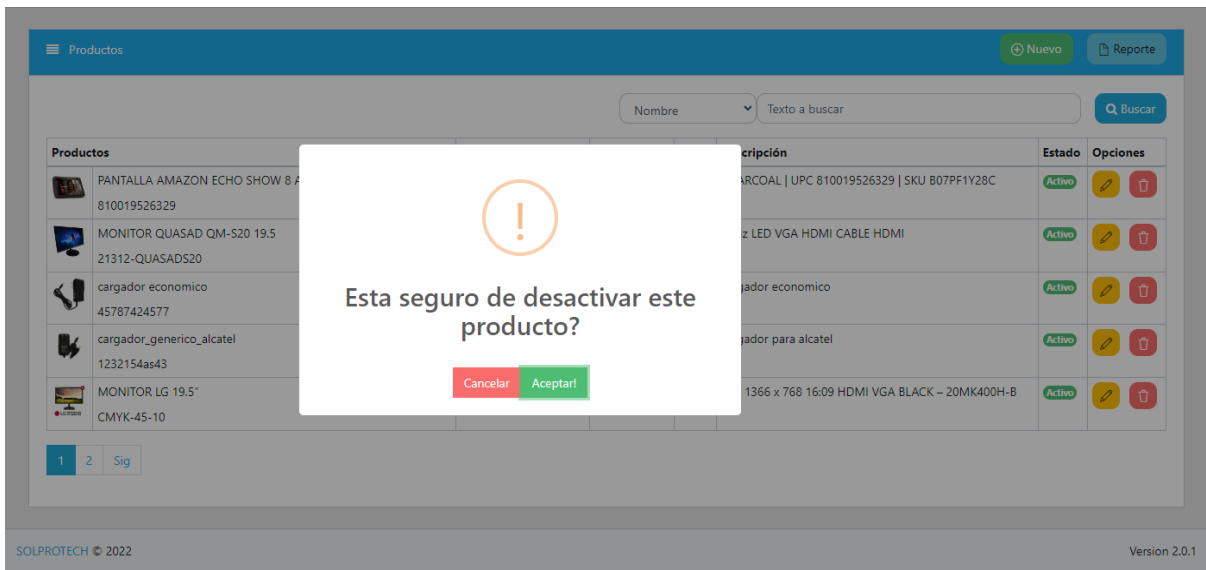 Productos
Nuevo
Reporte
Nombre
Texto a buscar
Buscar
Productos
cripción
Estado
Opciones
PANTALLA AMAZON ECHO SHOW 8
ARCOAL | UPC 810019526329 | SKU B07PF1Y28C
Activo
810019526329
MONITOR QUASAD QM-S20 19.5
z LED VGA HDMI CABLE HDMI
Activo
21312-QUASADS20
cargador economico
gador economico
Activo
45787424577
cargador_generico_alcatel
gador para alcatel
Activo
1232154as43
MONITOR LG 19.5"
1366 x 768 16:09 HDMI VGA BLACK – 20MK400H-B
Activo
CMYK-45-10
!
Esta seguro de desactivar este
producto?
Cancelar
Aceptar!
1
2
Sig
SOLPROTECH © 2022
Version 2.0.1